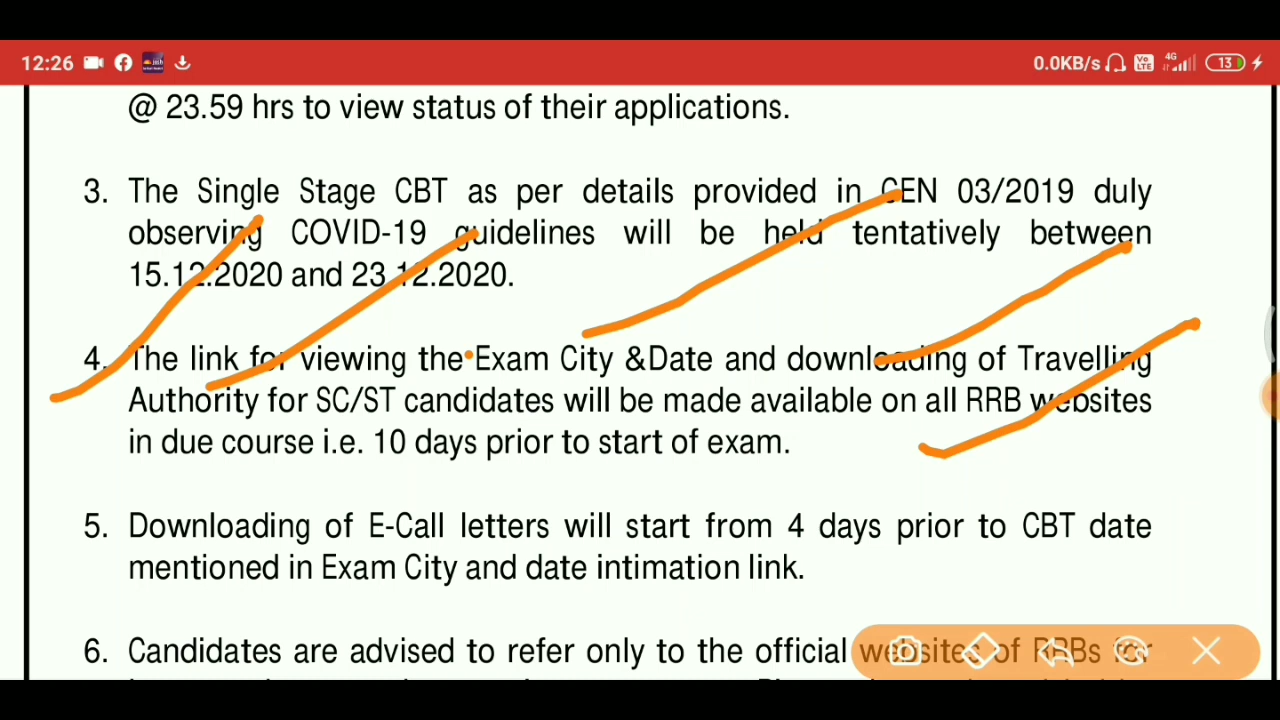 12:26 0.0KB/s Vo LTE 4G 13
@ 23.59 hrs to view status of their applications.
3. The Single Stage CBT as per details provided in CEN 03/2019 duly
observing COVID-19 guidelines will be held tentatively between
15.12.2020 and 23.12.2020.
4. The link for viewing the Exam City &Date and downloading of Travelling
Authority for SC/ST candidates will be made available on all RRB websites
in due course i.e. 10 days prior to start of exam.
5. Downloading of E-Call letters will start from 4 days prior to CBT date
mentioned in Exam City and date intimation link.
6. Candidates are advised to refer only to the official websites of RRBs for